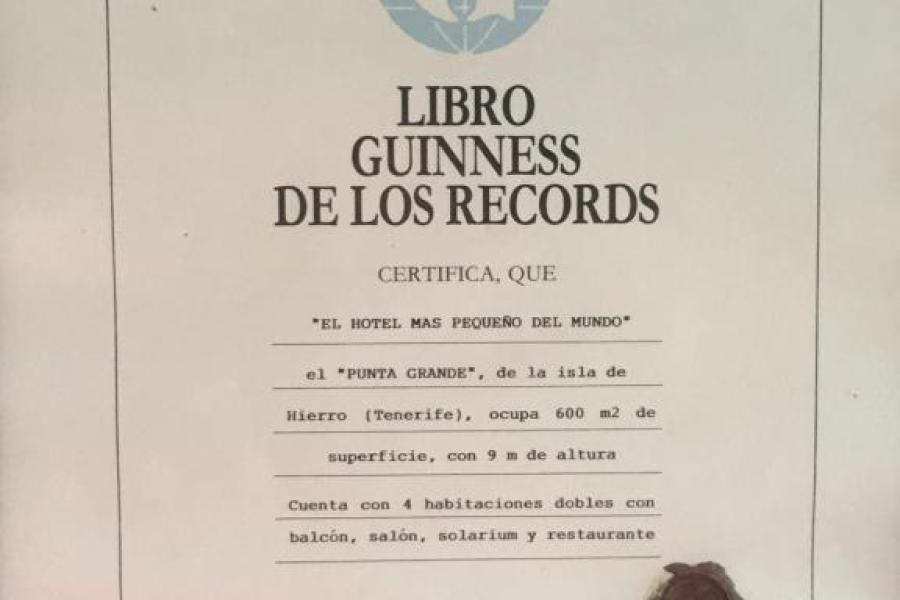 LIBRO
GUINNESS
DE LOS RECORDS
CERTIFICA, QUE
"EL HOTEL MAS PEQUEÑO DEL MUNDO"
el "PUNTA GRANDE", de la isla de
Hierro (Tenerife), ocupa 600 m2 de
superficie, con 9 m de altura
Cuenta con 4 habitaciones dobles con
balcón, salón, solarium y restaurante